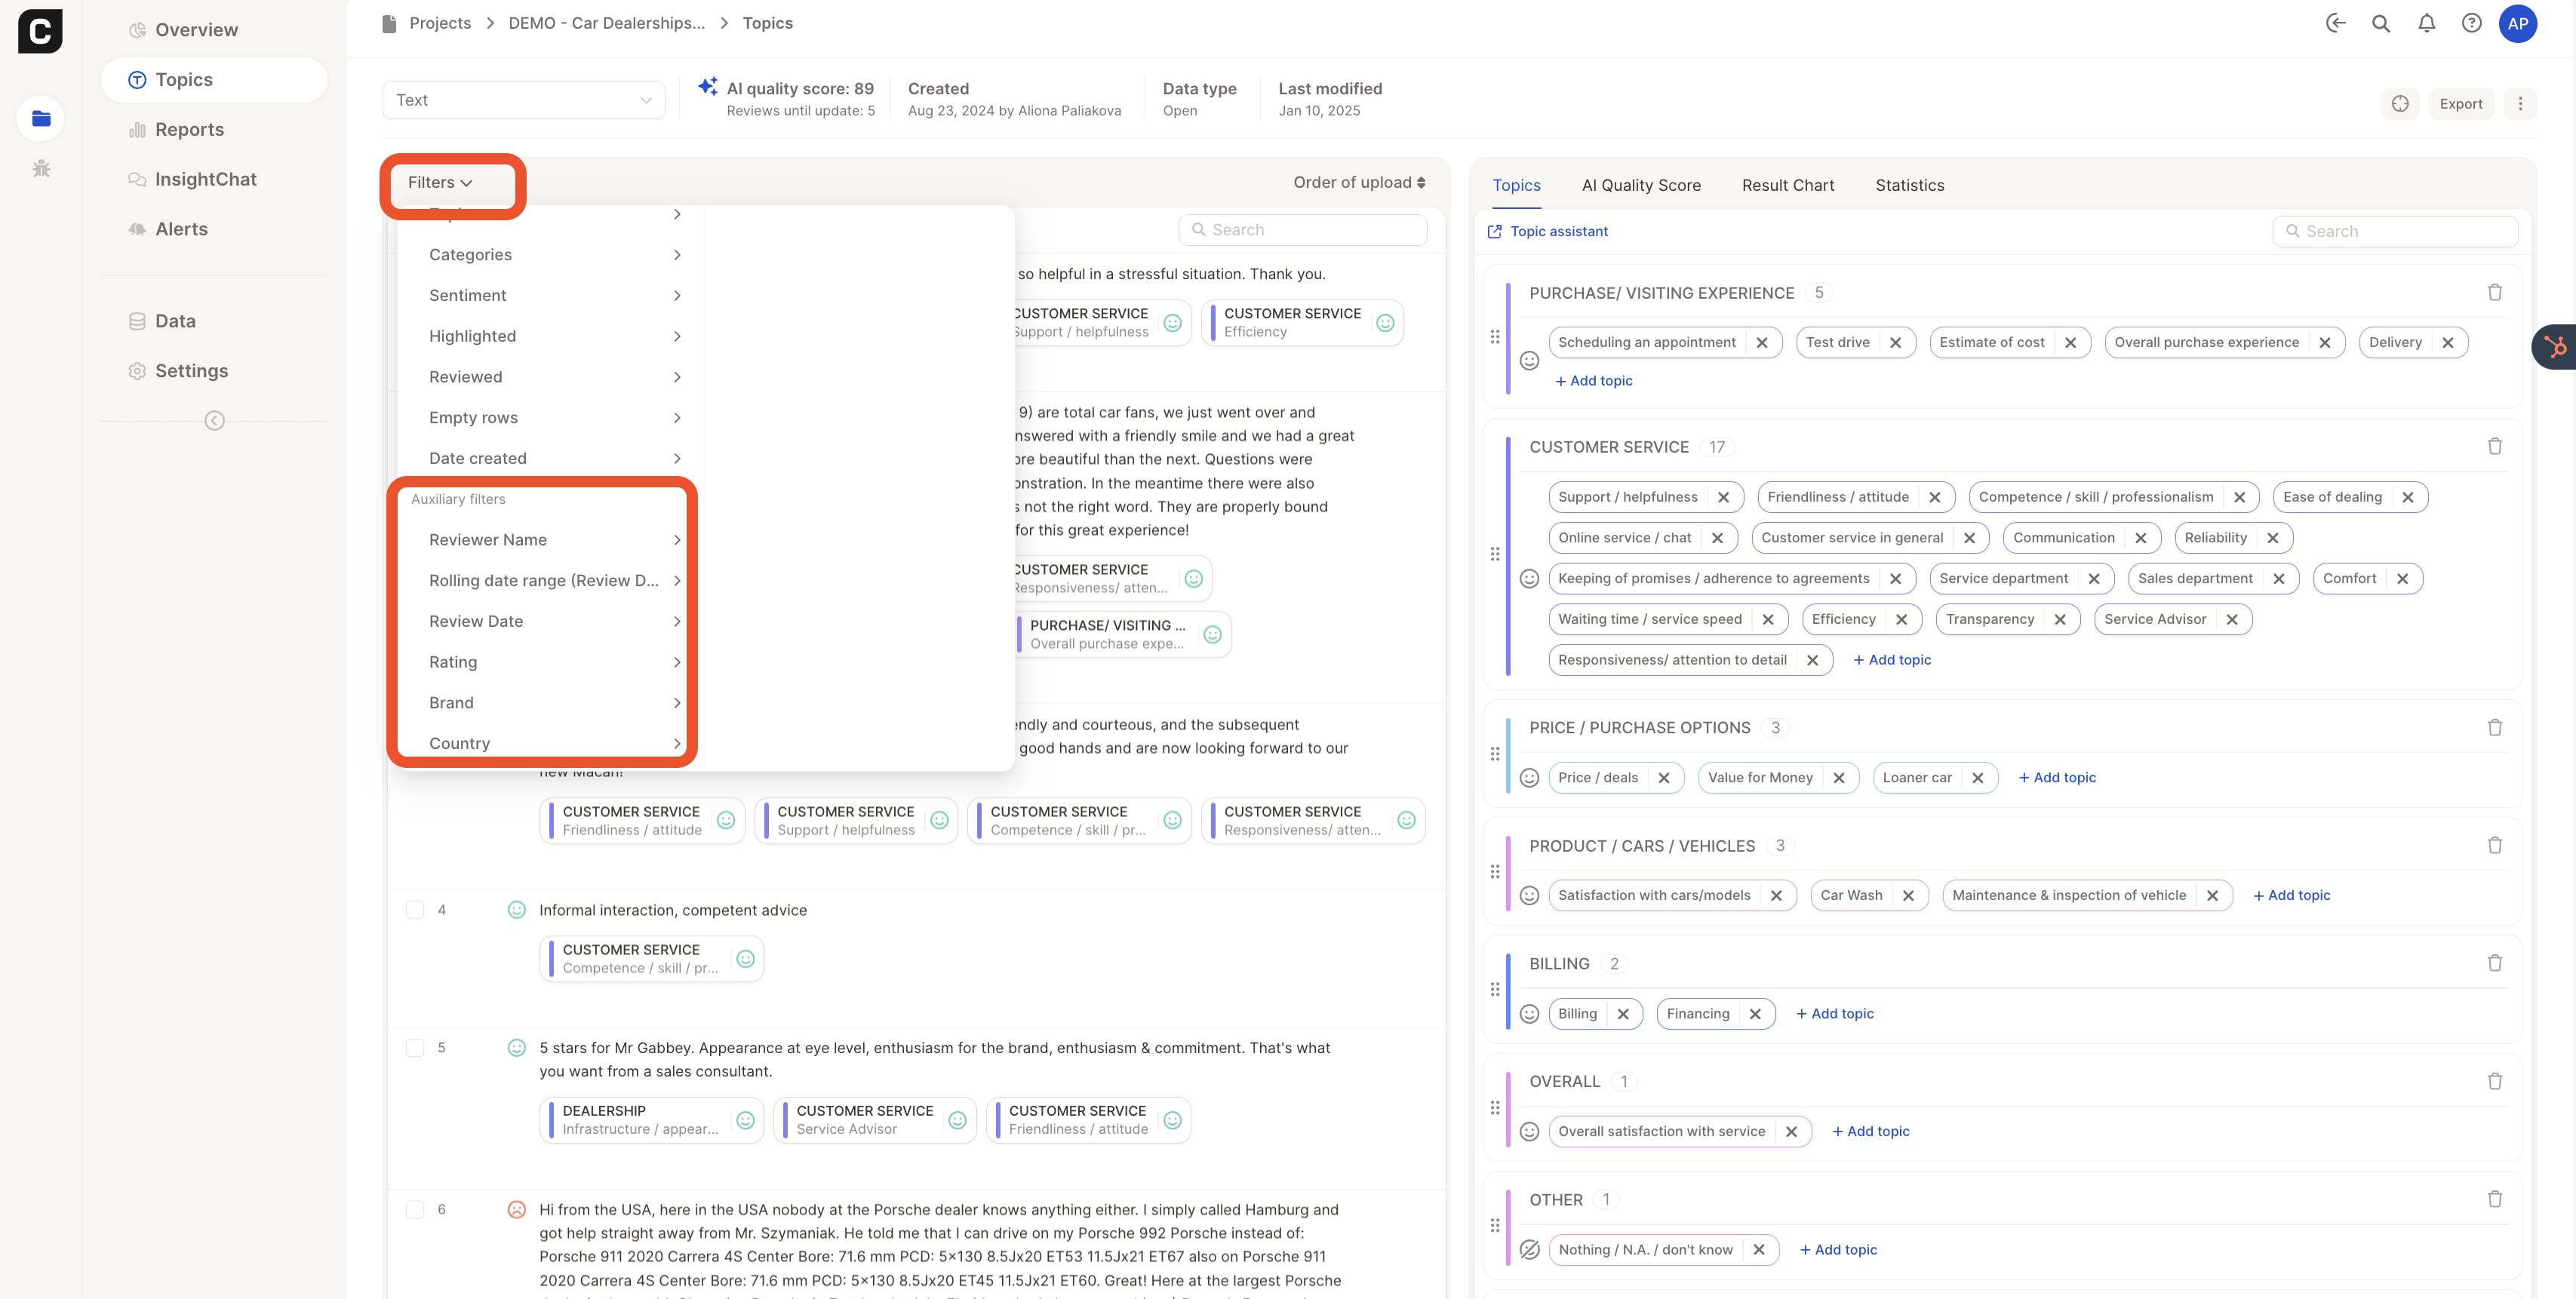 C
Overview
Topics
Reports
InsightChat
Alerts
Data
Settings
Projects > DEMO - Car Dealerships... > Topics
AP
Text
AI quality score: 89
Reviews until update: 5
Created
Aug 23, 2024 by Aliona Paliakova
Data type
Open
Last modified
Jan 10, 2025
Export
Filters
Order of upload
Categories
Sentiment
Highlighted
Reviewed
Empty rows
Date created
Auxiliary filters
Reviewer Name
Rolling date range (Review D...
Review Date
Rating
Brand
Country
Search
so helpful in a stressful situation. Thank you.
CUSTOMER SERVICE
Support / helpfulness
CUSTOMER SERVICE
Efficiency
9) are total car fans, we just went over and
nswered with a friendly smile and we had a great
ore beautiful than the next. Questions were
onstration. In the meantime there were also
s not the right word. They are properly bound
for this great experience!
CUSTOMER SERVICE
Responsiveness/ atten...
PURCHASE/ VISITING ...
Overall purchase expe...
endly and courteous, and the subsequent
good hands and are now looking forward to our
new Macan!
CUSTOMER SERVICE
Friendliness / attitude
CUSTOMER SERVICE
Support / helpfulness
CUSTOMER SERVICE
Competence / skill / pr...
CUSTOMER SERVICE
Responsiveness/ atten...
4
Informal interaction, competent advice
CUSTOMER SERVICE
Competence / skill / pr...
5
5 stars for Mr Gabbey. Appearance at eye level, enthusiasm for the brand, enthusiasm & commitment. That's what
you want from a sales consultant.
DEALERSHIP
Infrastructure / appear...
CUSTOMER SERVICE
Service Advisor
CUSTOMER SERVICE
Friendliness / attitude
6
Hi from the USA, here in the USA nobody at the Porsche dealer knows anything either. I simply called Hamburg and
got help straight away from Mr. Szymaniak. He told me that I can drive on my Porsche 992 Porsche instead of:
Porsche 911 2020 Carrera 4S Center Bore: 71.6 mm PCD: 5×130 8.5Jx20 ET53 11.5Jx21 ET67 also on Porsche 911
2020 Carrera 4S Center Bore: 71.6 mm PCD: 5×130 8.5Jx20 ET45 11.5Jx21 ET60. Great! Here at the largest Porsche
Topics AI Quality Score Result Chart Statistics
Topic assistant
Search
PURCHASE/ VISITING EXPERIENCE 5
Scheduling an appointment Test drive Estimate of cost Overall purchase experience Delivery
+ Add topic
CUSTOMER SERVICE 17
Support / helpfulness Friendliness / attitude Competence / skill / professionalism Ease of dealing
Online service / chat Customer service in general Communication Reliability
Keeping of promises / adherence to agreements Service department Sales department Comfort
Waiting time / service speed Efficiency Transparency Service Advisor
Responsiveness/ attention to detail + Add topic
PRICE / PURCHASE OPTIONS 3
Price / deals Value for Money Loaner car + Add topic
PRODUCT / CARS / VEHICLES 3
Satisfaction with cars/models Car Wash Maintenance & inspection of vehicle + Add topic
BILLING 2
Billing Financing + Add topic
OVERALL 1
Overall satisfaction with service + Add topic
OTHER 1
Nothing / N.A. / don't know + Add topic